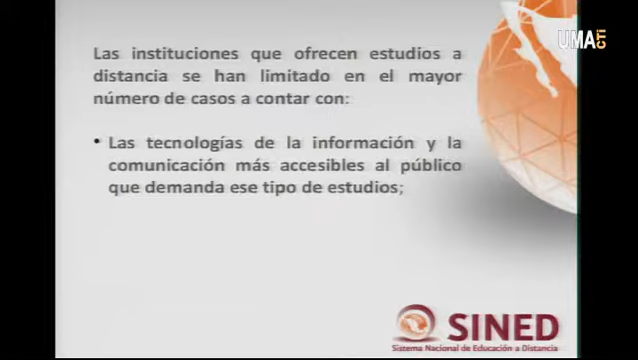 UMA CTI
Las instituciones que ofrecen estudios a
distancia se han limitado en el mayor
número de casos a contar con:
• Las tecnologías de la información y la
comunicación más accesibles al público
que demanda ese tipo de estudios;
SINED
Sistema Nacional de Educación a Distancia